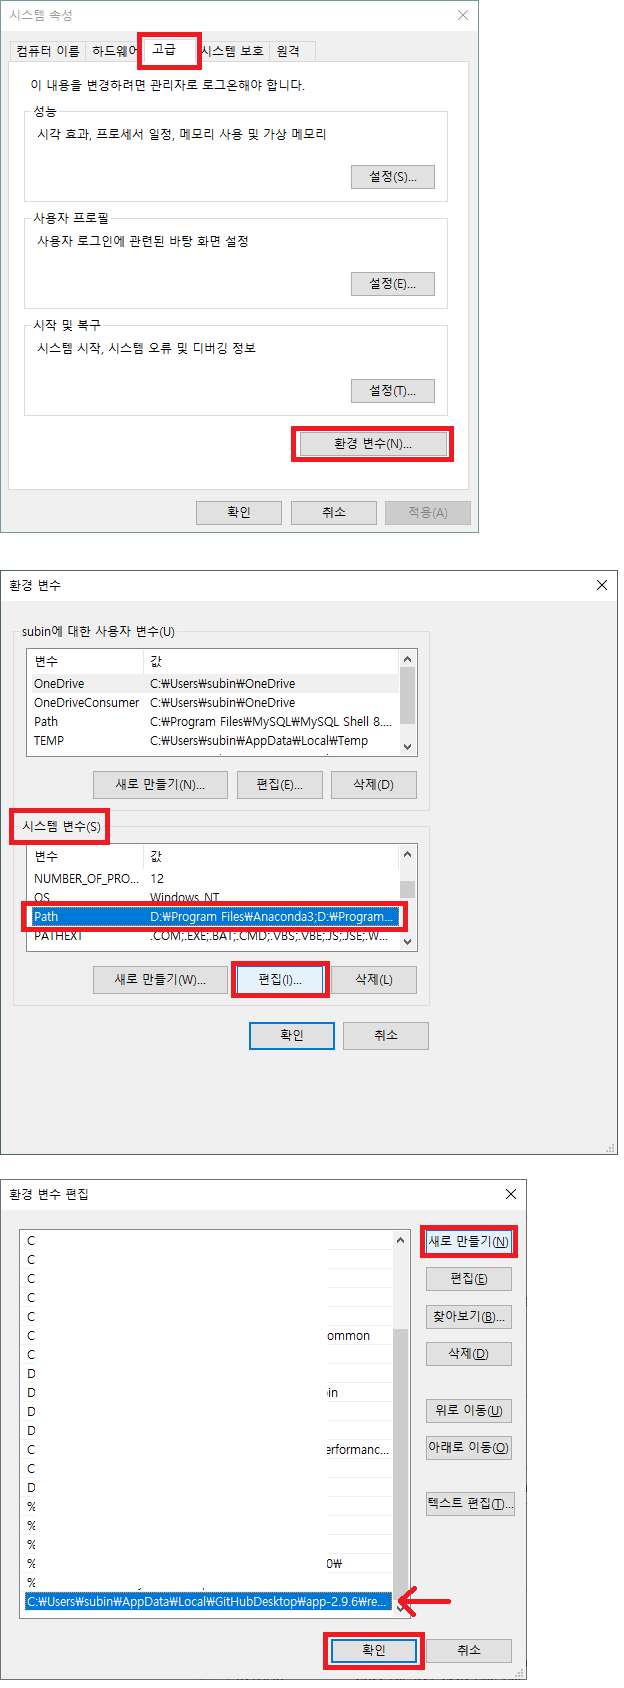 시스템 속성
컴퓨터 이름 하드웨어 고급 시스템 보호 원격
이 내용을 변경하려면 관리자로 로그온해야 합니다.
성능
시각 효과, 프로세서 일정, 메모리 사용 및 가상 메모리
설정(S)...
사용자 프로필
사용자 로그인에 관련된 바탕 화면 설정
설정(E)...
시작 및 복구
시스템 시작, 시스템 오류 및 디버깅 정보
설정(T)...
환경 변수(N)...
확인 취소 적용(A)
환경 변수
subin에 대한 사용자 변수(U)
변수 값
OneDrive C:₩Users₩subin₩OneDrive
OneDriveConsumer C:₩Users₩subin₩OneDrive
Path C:₩Program Files₩MySQL₩MySQL Shell 8....
TEMP C:₩Users₩subin₩AppData₩Local₩Temp
새로 만들기(N)... 편집(E)... 삭제(D)
시스템 변수(S)
변수 값
NUMBER_OF_PRO... 12
OS Windows_NT
Path D:₩Program Files₩Anaconda3;D:₩Program...
PATHEXT .COM;.EXE;.BAT;.CMD;.VBS;.VBE;.JS;.JSE;.W...
새로 만들기(W)... 편집(I)... 삭제(L)
확인 취소
환경 변수 편집
C
C
C
C
C
C ommon
C
D
D in
D
D
C erformanc...
C
D
%
%
%
% 0₩
%
C:₩Users₩subin₩AppData₩Local₩GitHubDesktop₩app-2.9.6₩re...
새로 만들기(N)
편집(E)
찾아보기(B)...
삭제(D)
위로 이동(U)
아래로 이동(O)
텍스트 편집(T)...
확인 취소